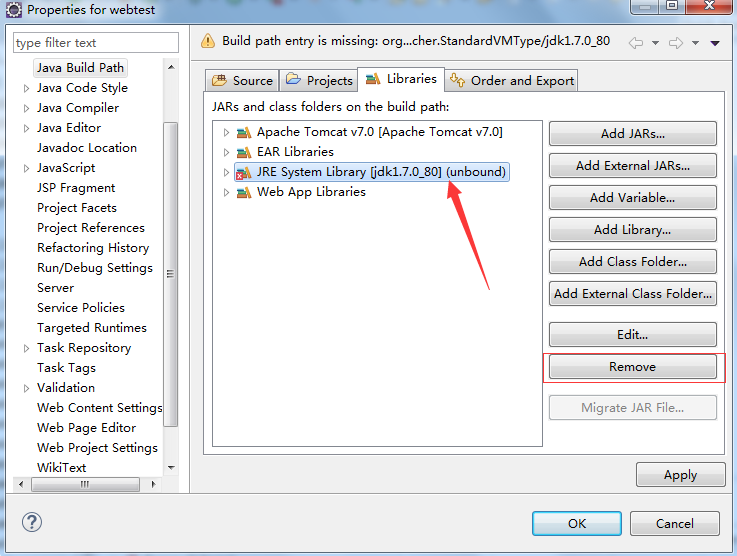 Properties for webtest
type filter text
Java Build Path
Java Code Style
Java Compiler
Java Editor
Javadoc Location
JavaScript
JSP Fragment
Project Facets
Project References
Refactoring History
Run/Debug Settings
Server
Service Policies
Targeted Runtimes
Task Repository
Task Tags
Validation
Web Content Settings
Web Page Editor
Web Project Settings
WikiText
Build path entry is missing: org...cher.StandardVMType/jdk1.7.0_80
Source Projects Libraries Order and Export
JARs and class folders on the build path:
Apache Tomcat v7.0 [Apache Tomcat v7.0]
EAR Libraries
JRE System Library [jdk1.7.0_80] (unbound)
Web App Libraries
Add JARs...
Add External JARs...
Add Variable...
Add Library...
Add Class Folder...
Add External Class Folder...
Edit...
Remove
Migrate JAR File...
Apply
OK Cancel